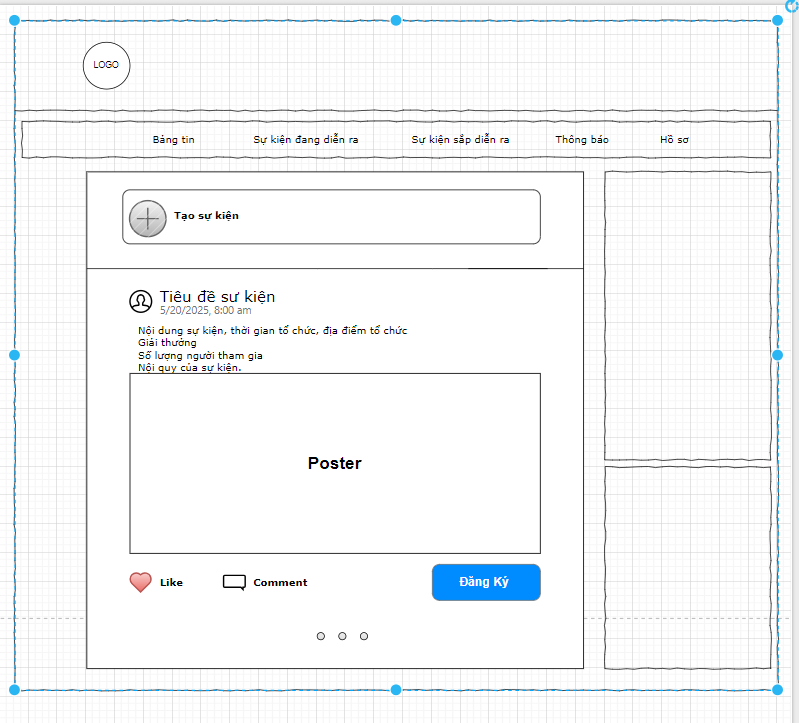 LOGO
Bảng tin
Sự kiện đang diễn ra
Sự kiện sắp diễn ra
Thông báo
Hồ sơ
Tạo sự kiện
Tiêu đề sư kiện
5/20/2025, 8:00 am
Nội dung sự kiện, thời gian tổ chức, địa điểm tổ chức
Giải thưởng
Số lượng người tham gia
Nội quy của sự kiện.
Poster
Like
Comment
Đăng Ký